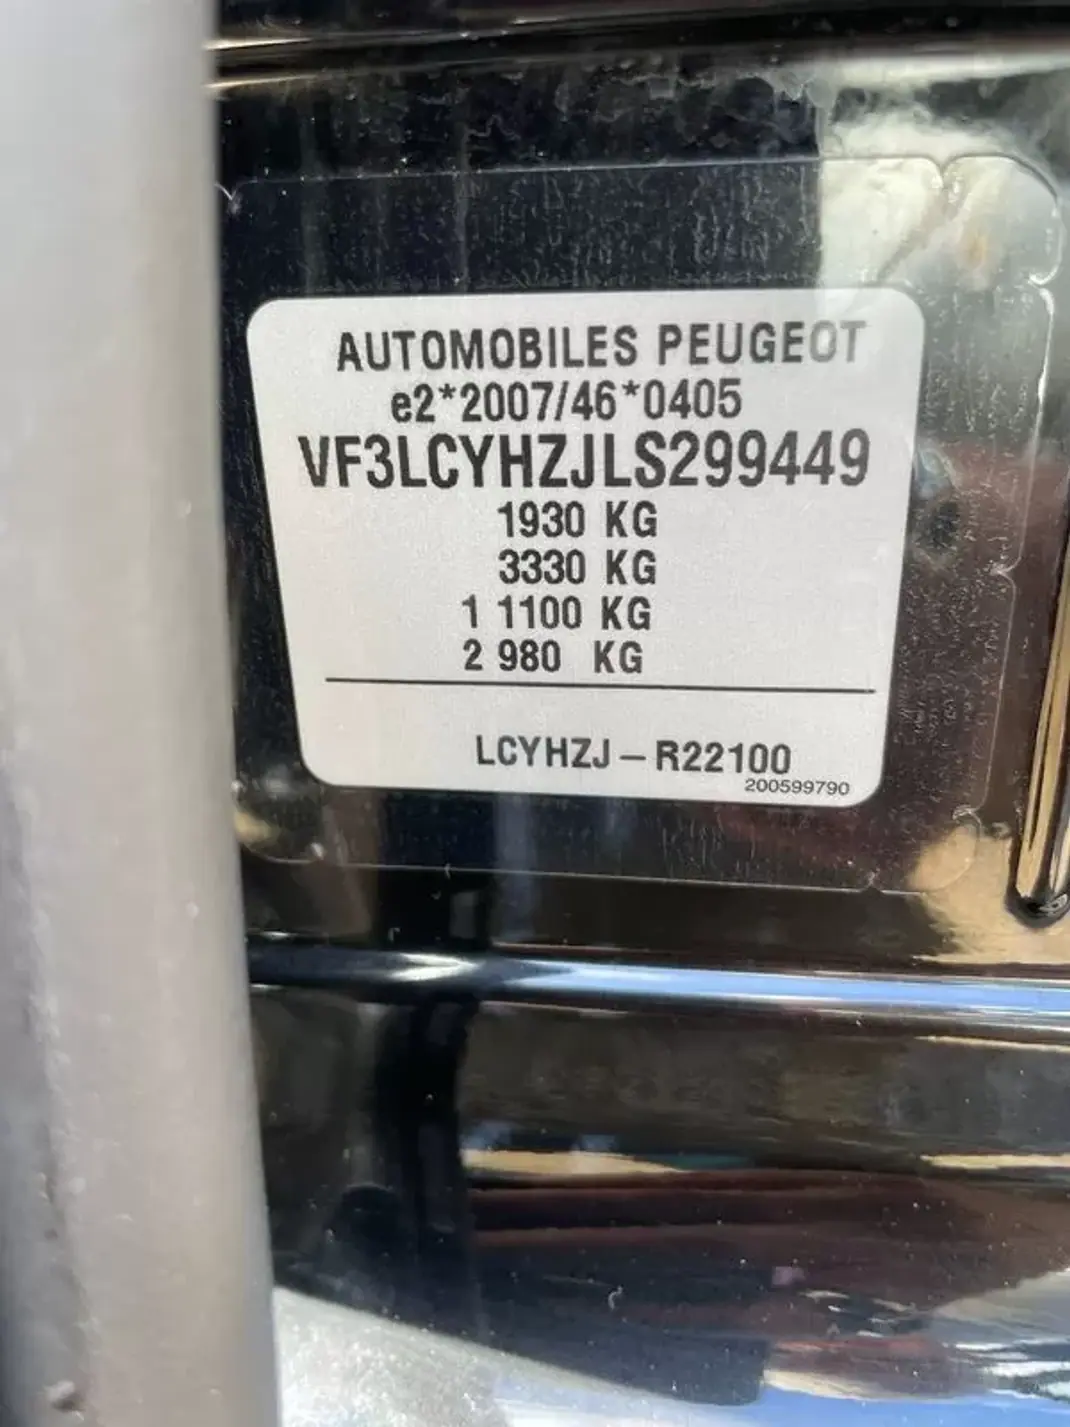 AUTOMOBILES PEUGEOT
e2*2007/46*0405
VF3LCYHZJLS299449
1930 KG
3330 KG
1 1100 KG
2 980 KG
LCYHZJ – R22100
200599790